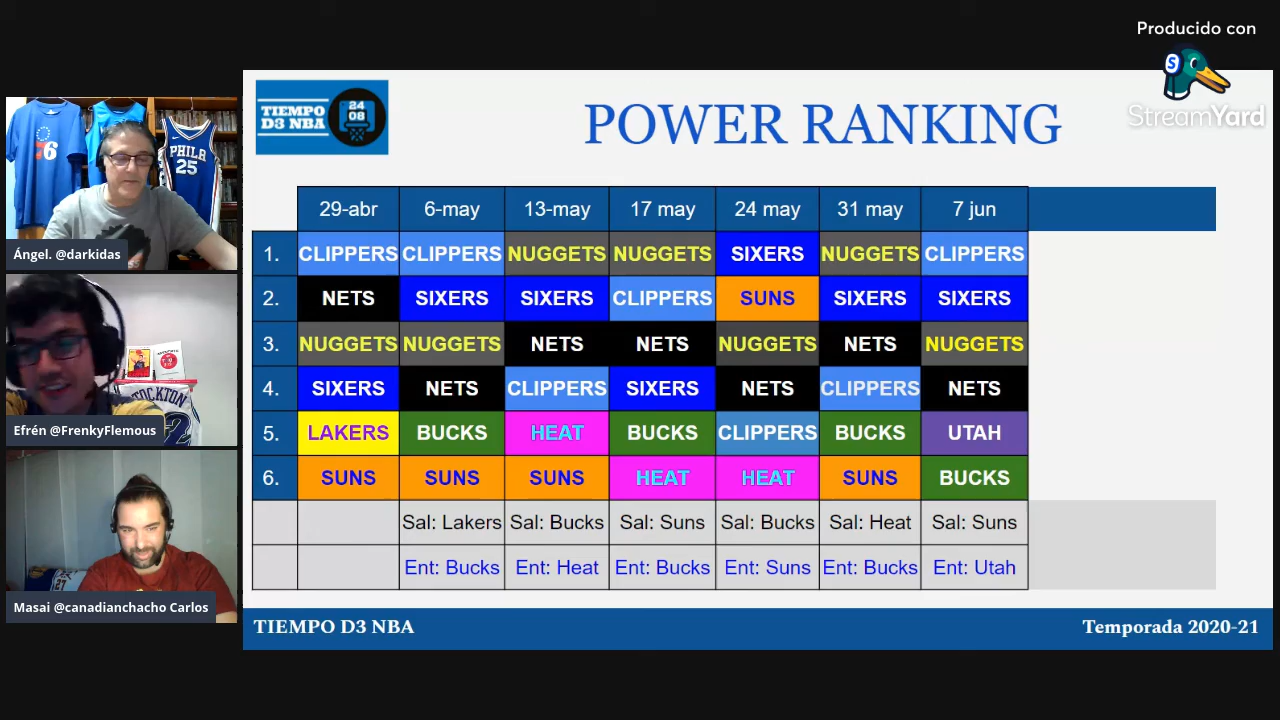 Producido con
StreamYard
TIEMPO
D3 NBA
24
08
POWER RANKING
29-abr 6-may 13-may 17 may 24 may 31 may 7 jun
1. CLIPPERS CLIPPERS NUGGETS NUGGETS SIXERS NUGGETS CLIPPERS
2. NETS SIXERS SIXERS CLIPPERS SUNS SIXERS SIXERS
3. NUGGETS NUGGETS NETS NETS NUGGETS NETS NUGGETS
4. SIXERS NETS CLIPPERS SIXERS NETS CLIPPERS NETS
5. LAKERS BUCKS HEAT BUCKS CLIPPERS BUCKS UTAH
6. SUNS SUNS SUNS HEAT HEAT SUNS BUCKS
Sal: Lakers Sal: Bucks Sal: Suns Sal: Bucks Sal: Heat Sal: Suns
Ent: Bucks Ent: Heat Ent: Bucks Ent: Suns Ent: Bucks Ent: Utah
TIEMPO D3 NBA
Temporada 2020-21
76
PHILA
25
Ángel. @darkidas
STOCKTON
Efrén @FrenkyFlemous
Masai @canadianchacho Carlos